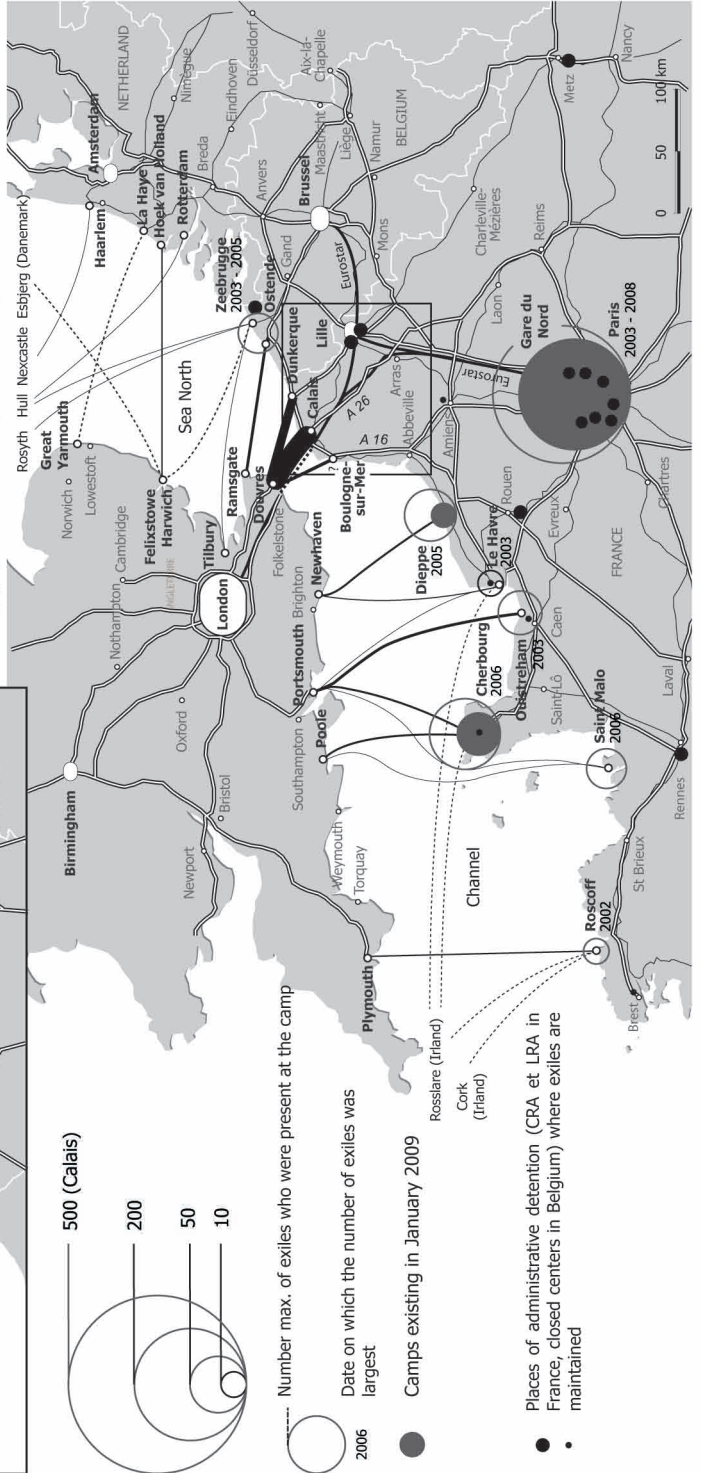 500 (Calais)
200
50
10
Number max. of exiles who were present at the camp
2006
Date on which the number of exiles was
largest
Camps existing in January 2009
Places of administrative detention (CRA et LRA in
France, closed centers in Belgium) where exiles are
maintained
Birmingham
Newport
Bristol
Oxford
Nothampton
Cambridge
Norwich
Lowestoft
Great
Yarmouth
Rosyth
Hull
Nexcastle
Esbjerg (Danemark)
Felixstowe
Harwich
Tilbury
London
Ramsgate
Douvres
Folkelstone
Newhaven
Brighton
Portsmouth
Southampton
Poole
Weymouth
Torquay
Plymouth
Sea North
Channel
Rosslare (Irland)
Cork
(Irland)
Haarlem
Amsterdam
NETHERLAND
La Haye
Hoek van Holland
Rotterdam
Nimègue
Breda
Eindhoven
Düsseldorf
Aix-la-
Chapelle
Maastricht
Liège
Anvers
Brussel
Namur
BELGIUM
Mons
Gand
Zeebrugge
2003 - 2005
Ostende
Dunkerque
Calais
Lille
Eurostar
A 26
A 16
Arras
Abbeville
Boulogne-
sur-Mer
?
Amien
Eurostar
Laon
Charleville-
Mézières
Reims
Metz
Nancy
Gare du
Nord
Paris
2003 - 2008
Dieppe
2005
Le Havre
2003
Rouen
Evreux
Chartres
FRANCE
Caen
Ouistreham
2003
Cherbourg
2006
Saint-Lô
Saint Malo
2006
Laval
Rennes
St Brieux
Roscoff
2002
Brest
0
50
100 km